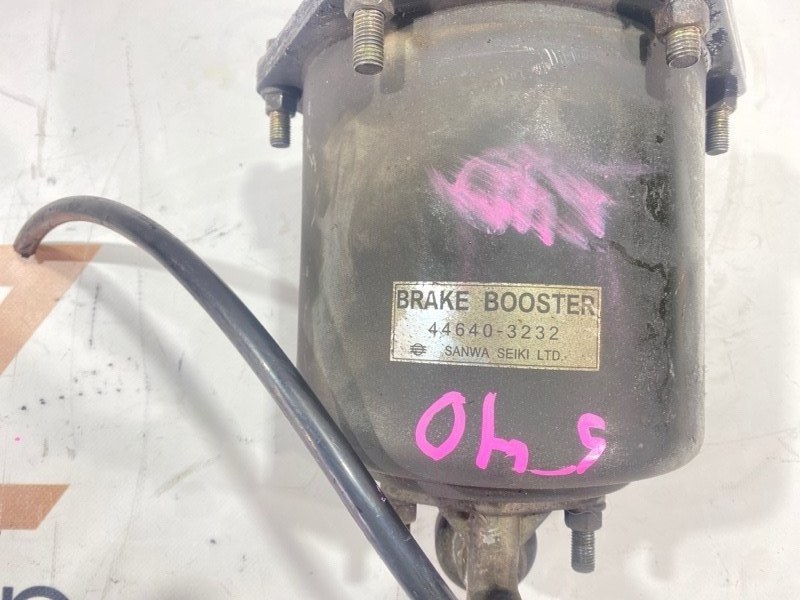 BRAKE BOOSTER
44640-3232
SANWA SEIKI LTD.